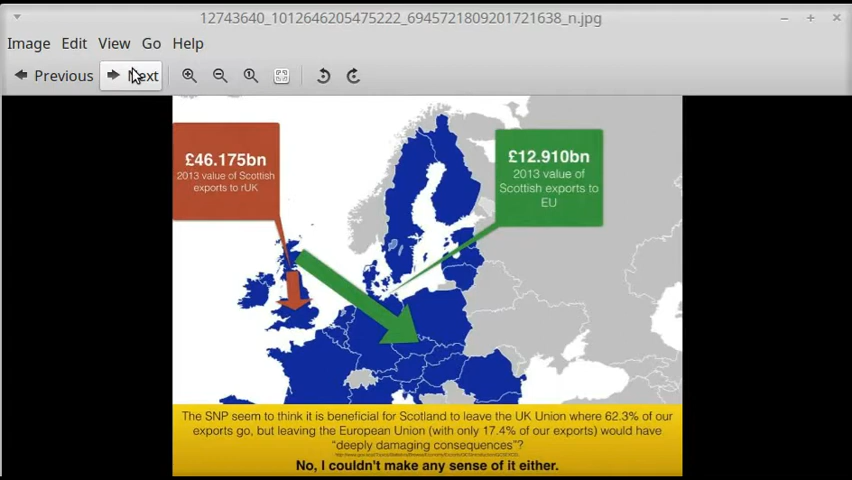 12743640_1012646205475222_6945721809201721638_n.jpg
Image Edit View Go Help
Previous Next
£46.175bn
2013 value of Scottish
exports to rUK
£12.910bn
2013 value of
Scottish exports to
EU
The SNP seem to think it is beneficial for Scotland to leave the UK Union where 62.3% of our
exports go, but leaving the European Union (with only 17.4% of our exports) would have
“deeply damaging consequences”?
No, I couldn't make any sense of it either.